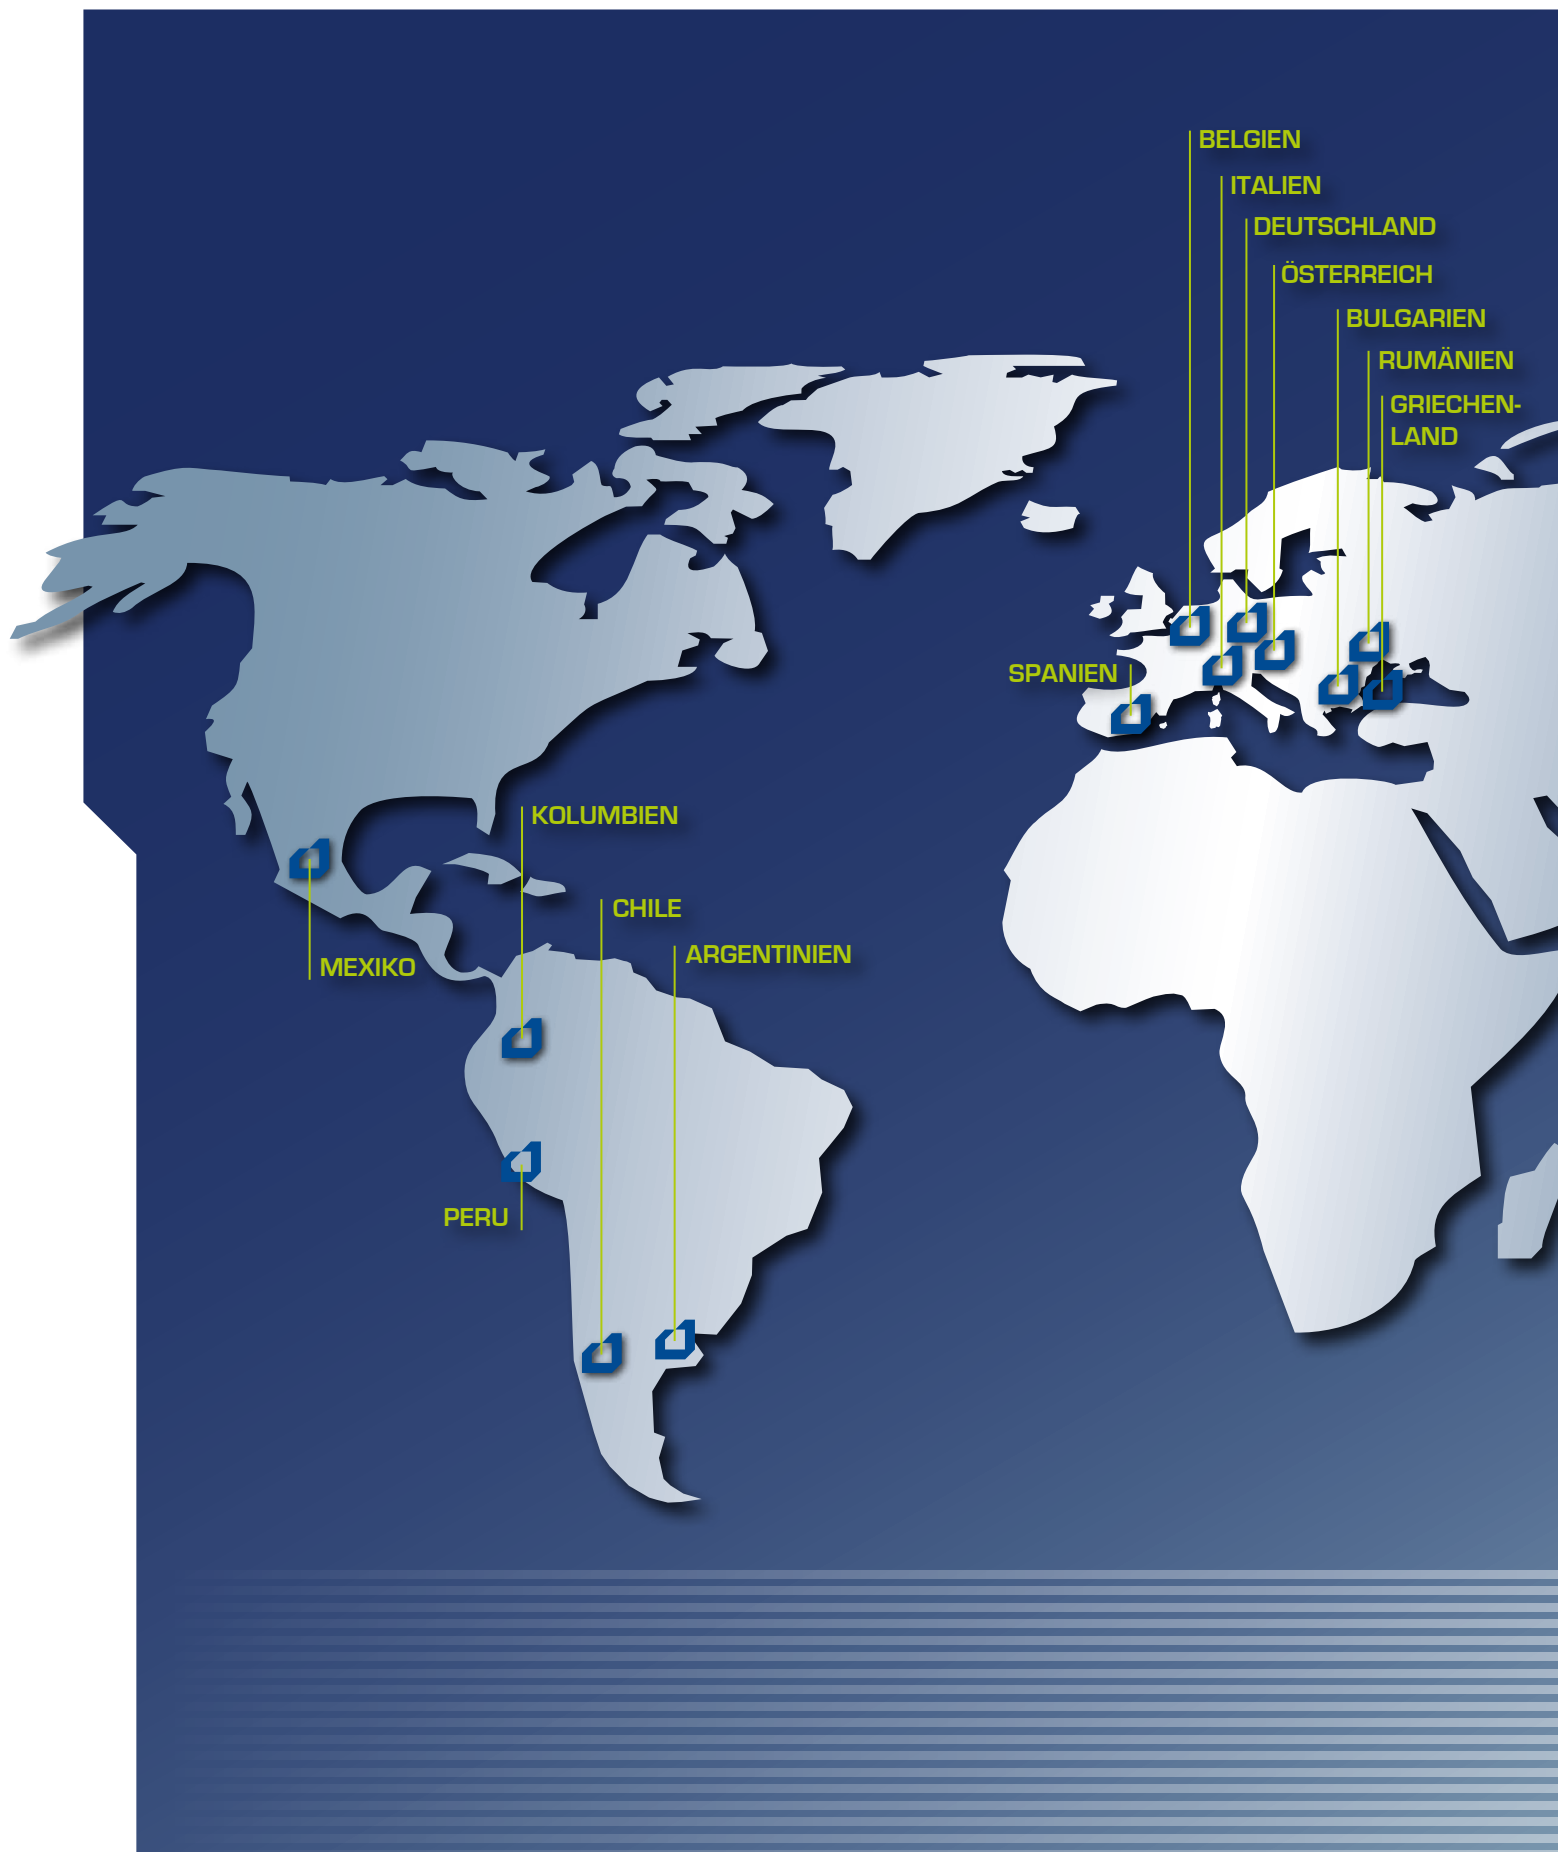 BELGIEN
ITALIEN
DEUTSCHLAND
ÖSTERREICH
BULGARIEN
RUMÄNIEN
GRIECHEN-
LAND
SPANIEN
KOLUMBIEN
CHILE
ARGENTINIEN
MEXIKO
PERU